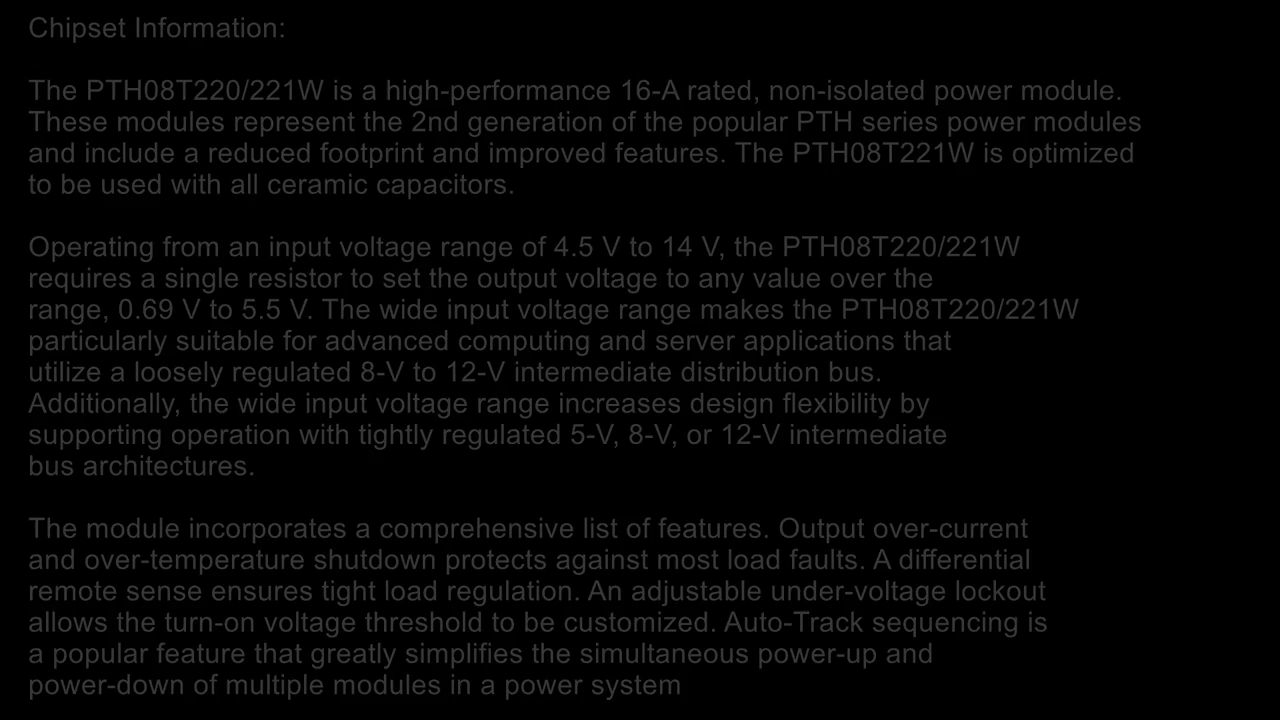 Chipset Information:
The PTH08T220/221W is a high-performance 16-A rated, non-isolated power module.
These modules represent the 2nd generation of the popular PTH series power modules
and include a reduced footprint and improved features. The PTH08T221W is optimized
to be used with all ceramic capacitors.
Operating from an input voltage range of 4.5 V to 14 V, the PTH08T220/221W
requires a single resistor to set the output voltage to any value over the
range, 0.69 V to 5.5 V. The wide input voltage range makes the PTH08T220/221W
particularly suitable for advanced computing and server applications that
utilize a loosely regulated 8-V to 12-V intermediate distribution bus.
Additionally, the wide input voltage range increases design flexibility by
supporting operation with tightly regulated 5-V, 8-V, or 12-V intermediate
bus architectures.
The module incorporates a comprehensive list of features. Output over-current
and over-temperature shutdown protects against most load faults. A differential
remote sense ensures tight load regulation. An adjustable under-voltage lockout
allows the turn-on voltage threshold to be customized. Auto-Track sequencing is
a popular feature that greatly simplifies the simultaneous power-up and
power-down of multiple modules in a power system